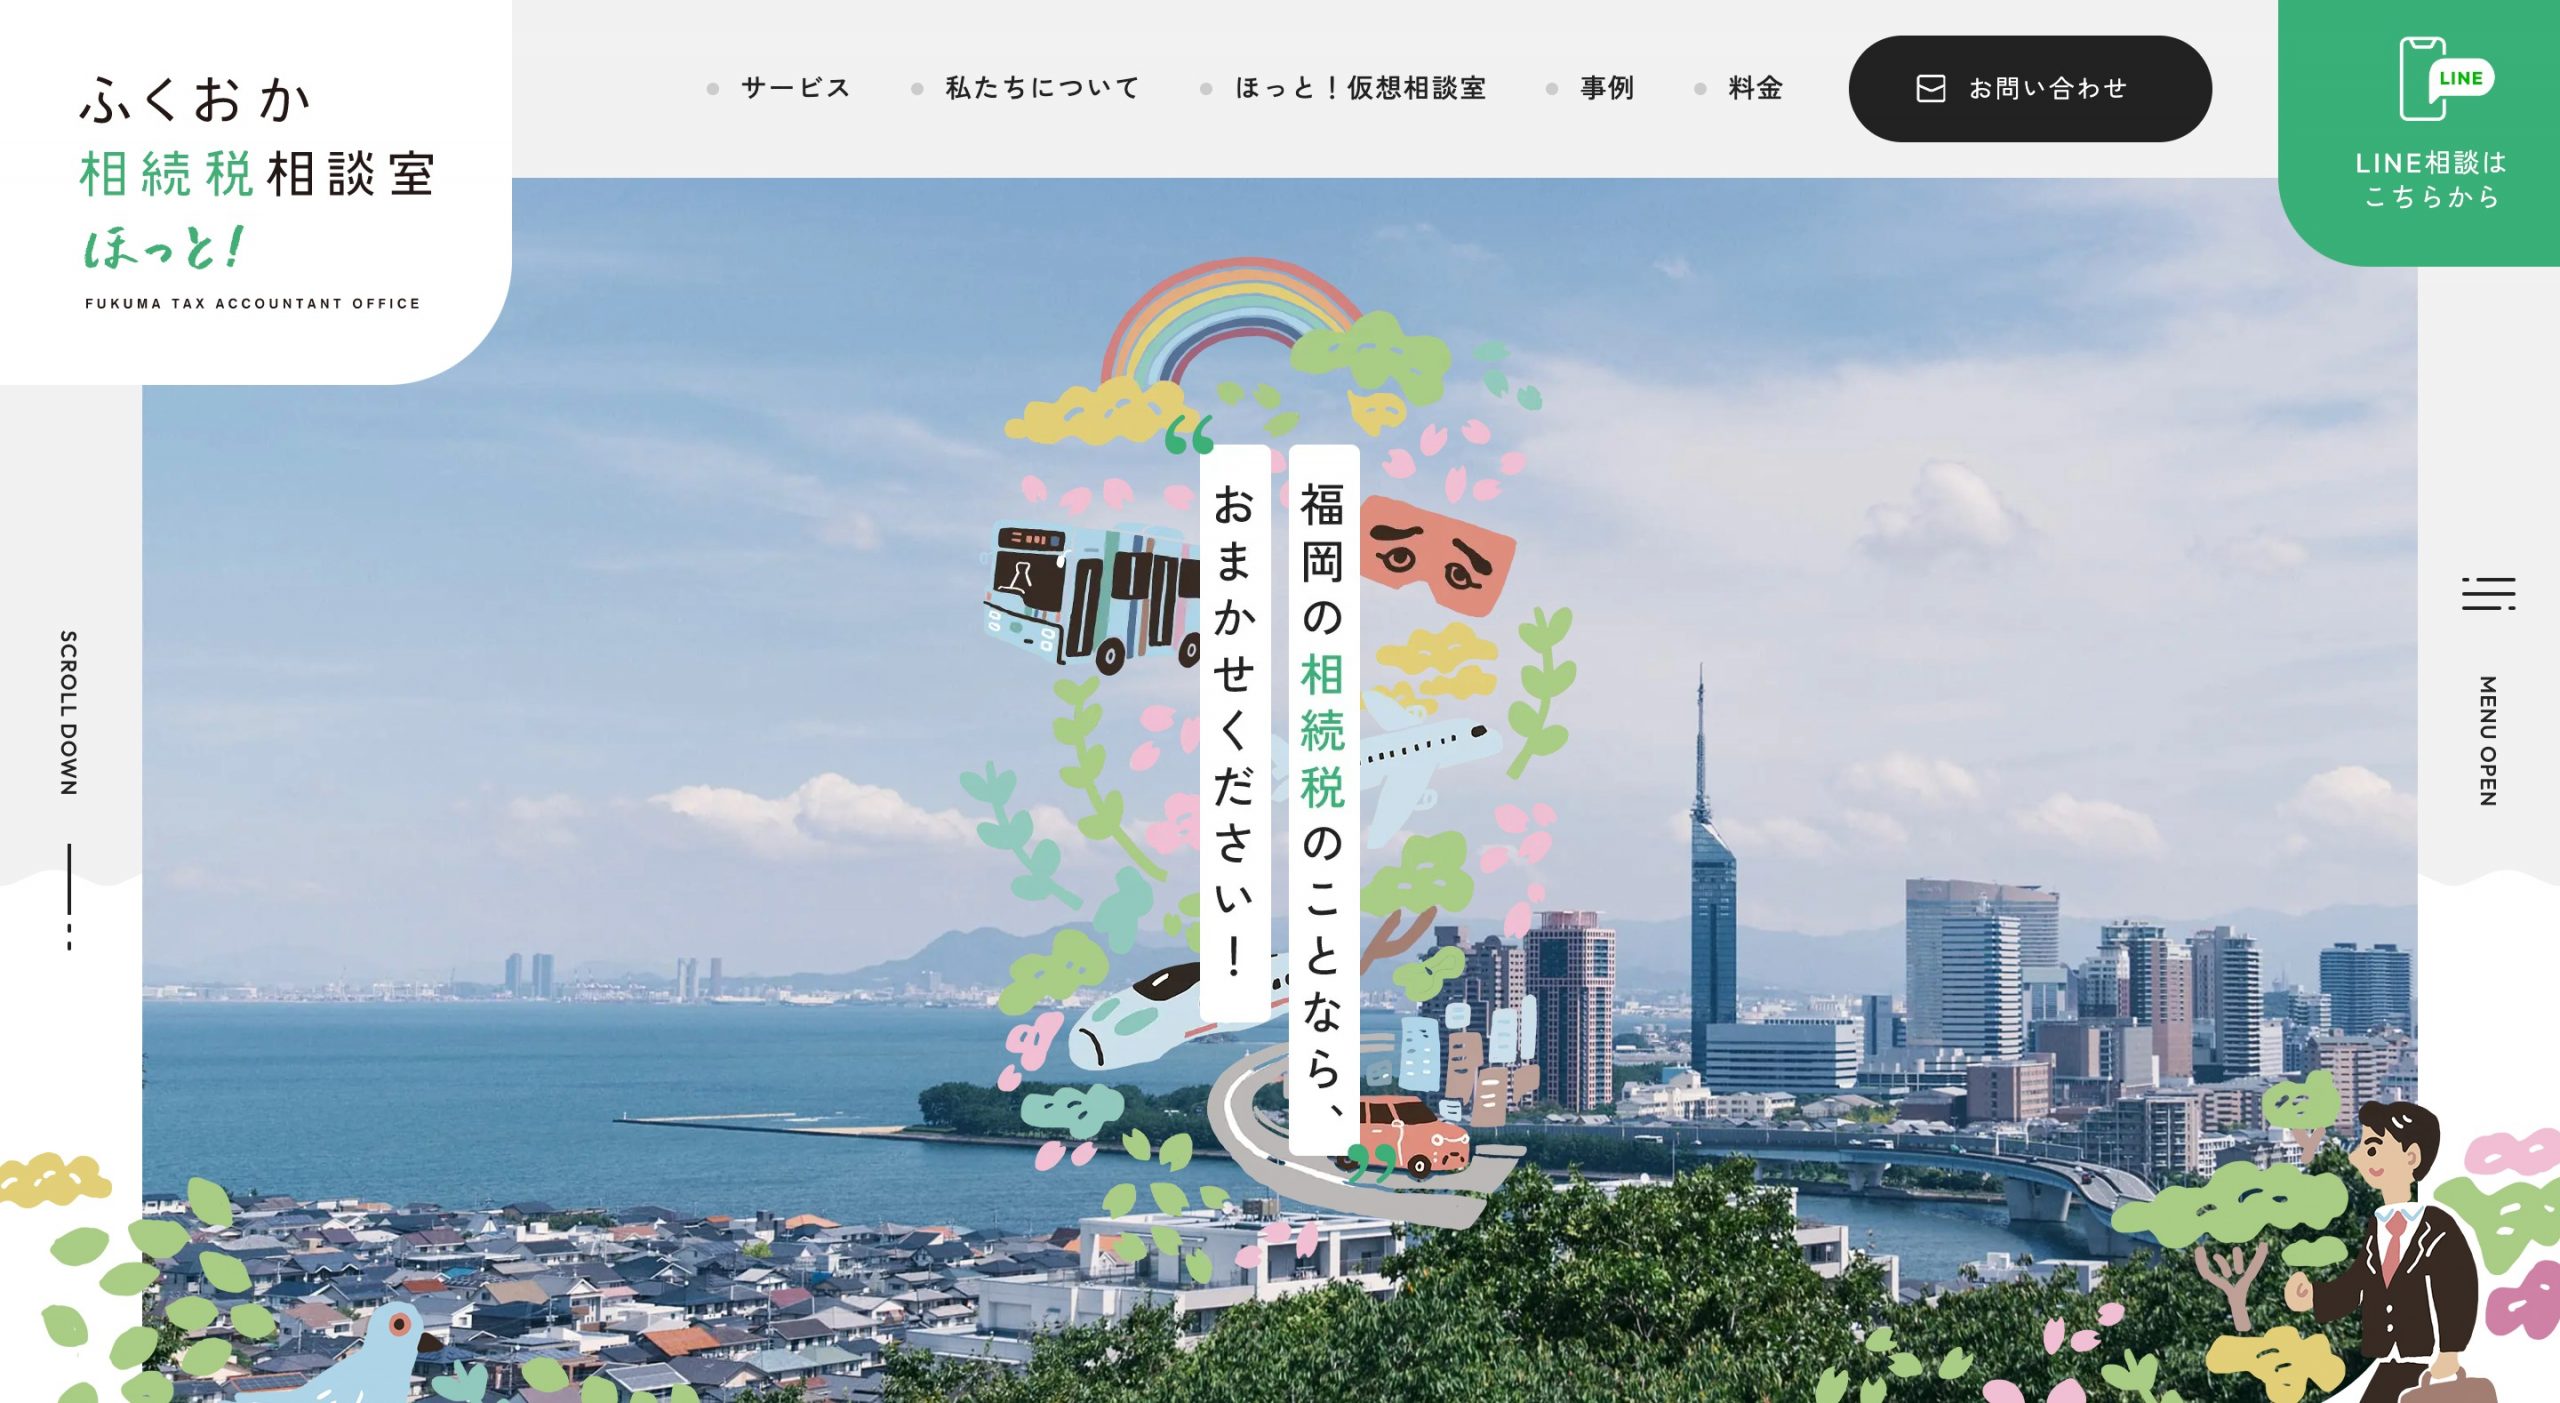 ふくおか
相続税相談室
ほっと！
FUKUMA TAX ACCOUNTANT OFFICE
サービス
私たちについて
ほっと！仮想相談室
事例
料金
お問い合わせ
LINE
LINE相談は
こちらから
“福岡の相続税のことなら、
おまかせください！”
SCROLL DOWN
MENU OPEN